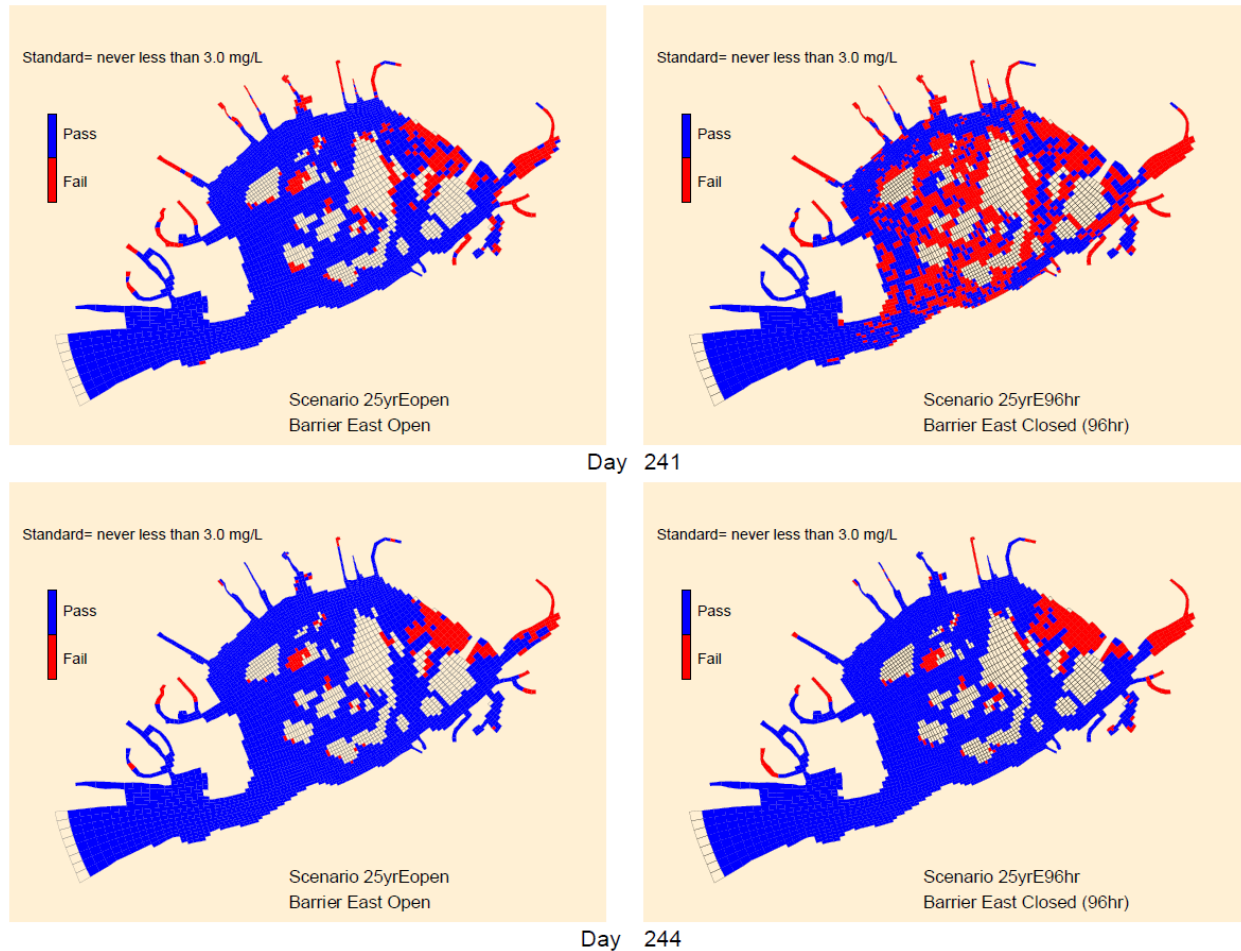 Standard= never less than 3.0 mg/L
Pass
Fail
Scenario 25yrEopen
Barrier East Open
Standard= never less than 3.0 mg/L
Pass
Fail
Scenario 25yrE96hr
Barrier East Closed (96hr)
Day 241
Standard= never less than 3.0 mg/L
Pass
Fail
Scenario 25yrEopen
Barrier East Open
Standard= never less than 3.0 mg/L
Pass
Fail
Scenario 25yrE96hr
Barrier East Closed (96hr)
Day 244